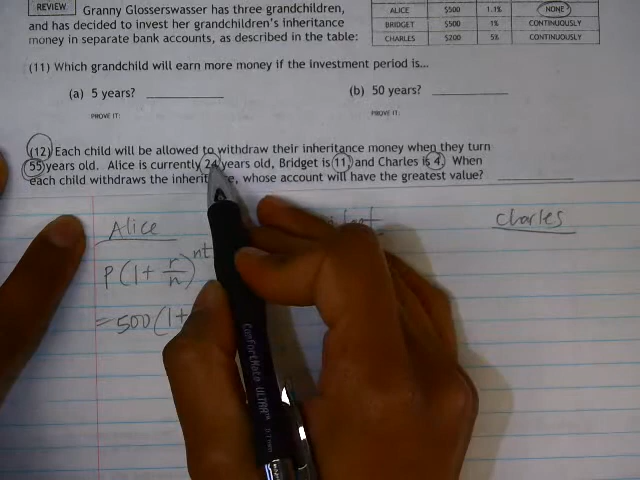 REVIEW
Granny Glosserswasser has three grandchildren,
and has decided to invest her grandchildren's inheritance
money in separate bank accounts, as described in the table:
ALICE $500 1.1% NONE
BRIDGET $500 1% CONTINUOUSLY
CHARLES $200 5% CONTINUOUSLY
(11) Which grandchild will earn more money if the investment period is...
(a) 5 years? (b) 50 years?
PROVE IT: PROVE IT:
(12) Each child will be allowed to withdraw their inheritance money when they turn
55 years old. Alice is currently 24 years old, Bridget is 11, and Charles is 4. When
each child withdraws the whose account will have the greatest value?
Alice Charles
P(1 + r/n)^nt
= 500(1+
ComfortMate ULTRA